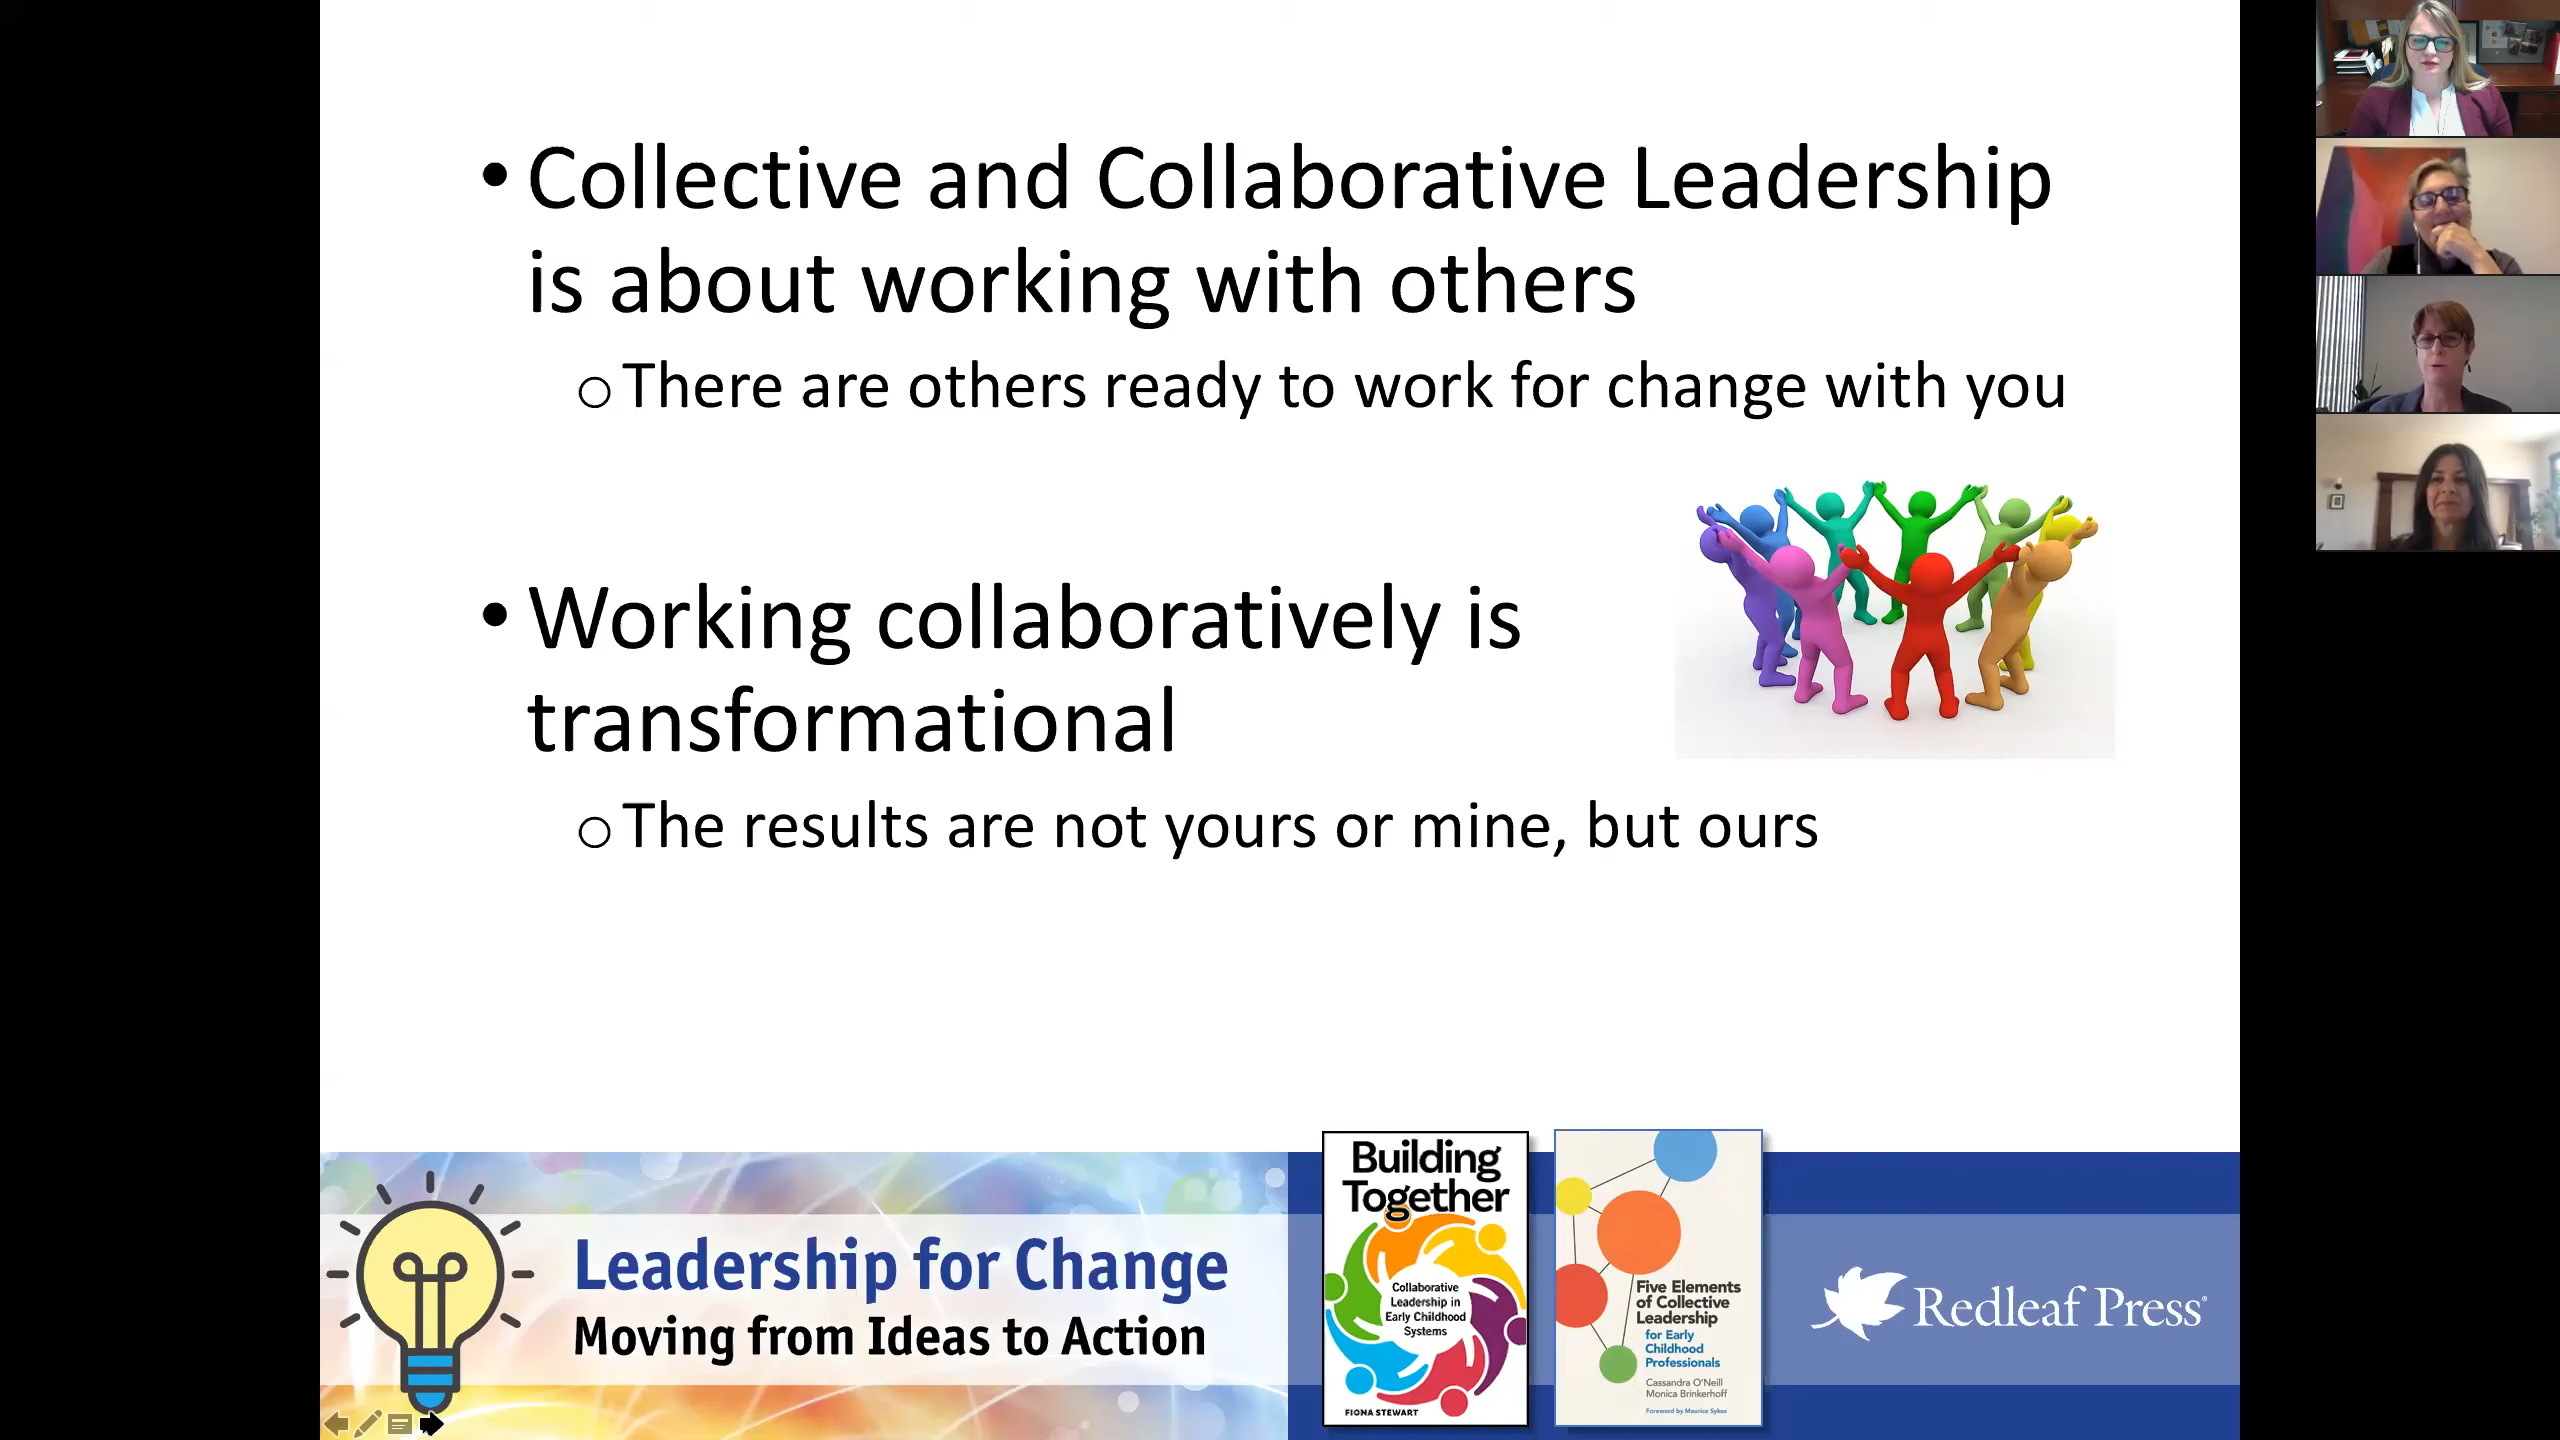 • Collective and Collaborative Leadership
is about working with others
o There are others ready to work for change with you
• Working collaboratively is
transformational
o The results are not yours or mine, but ours
Leadership for Change
Moving from Ideas to Action
Building
Together
Collaborative
Leadership in
Early Childhood
Systems
FIONA STEWART
Five Elements
of Collective
Leadership
for Early
Childhood
Professionals
Cassandra O'Neill
Monica Brinkerhoff
Foreword by Maurice Sykes
Redleaf Press®